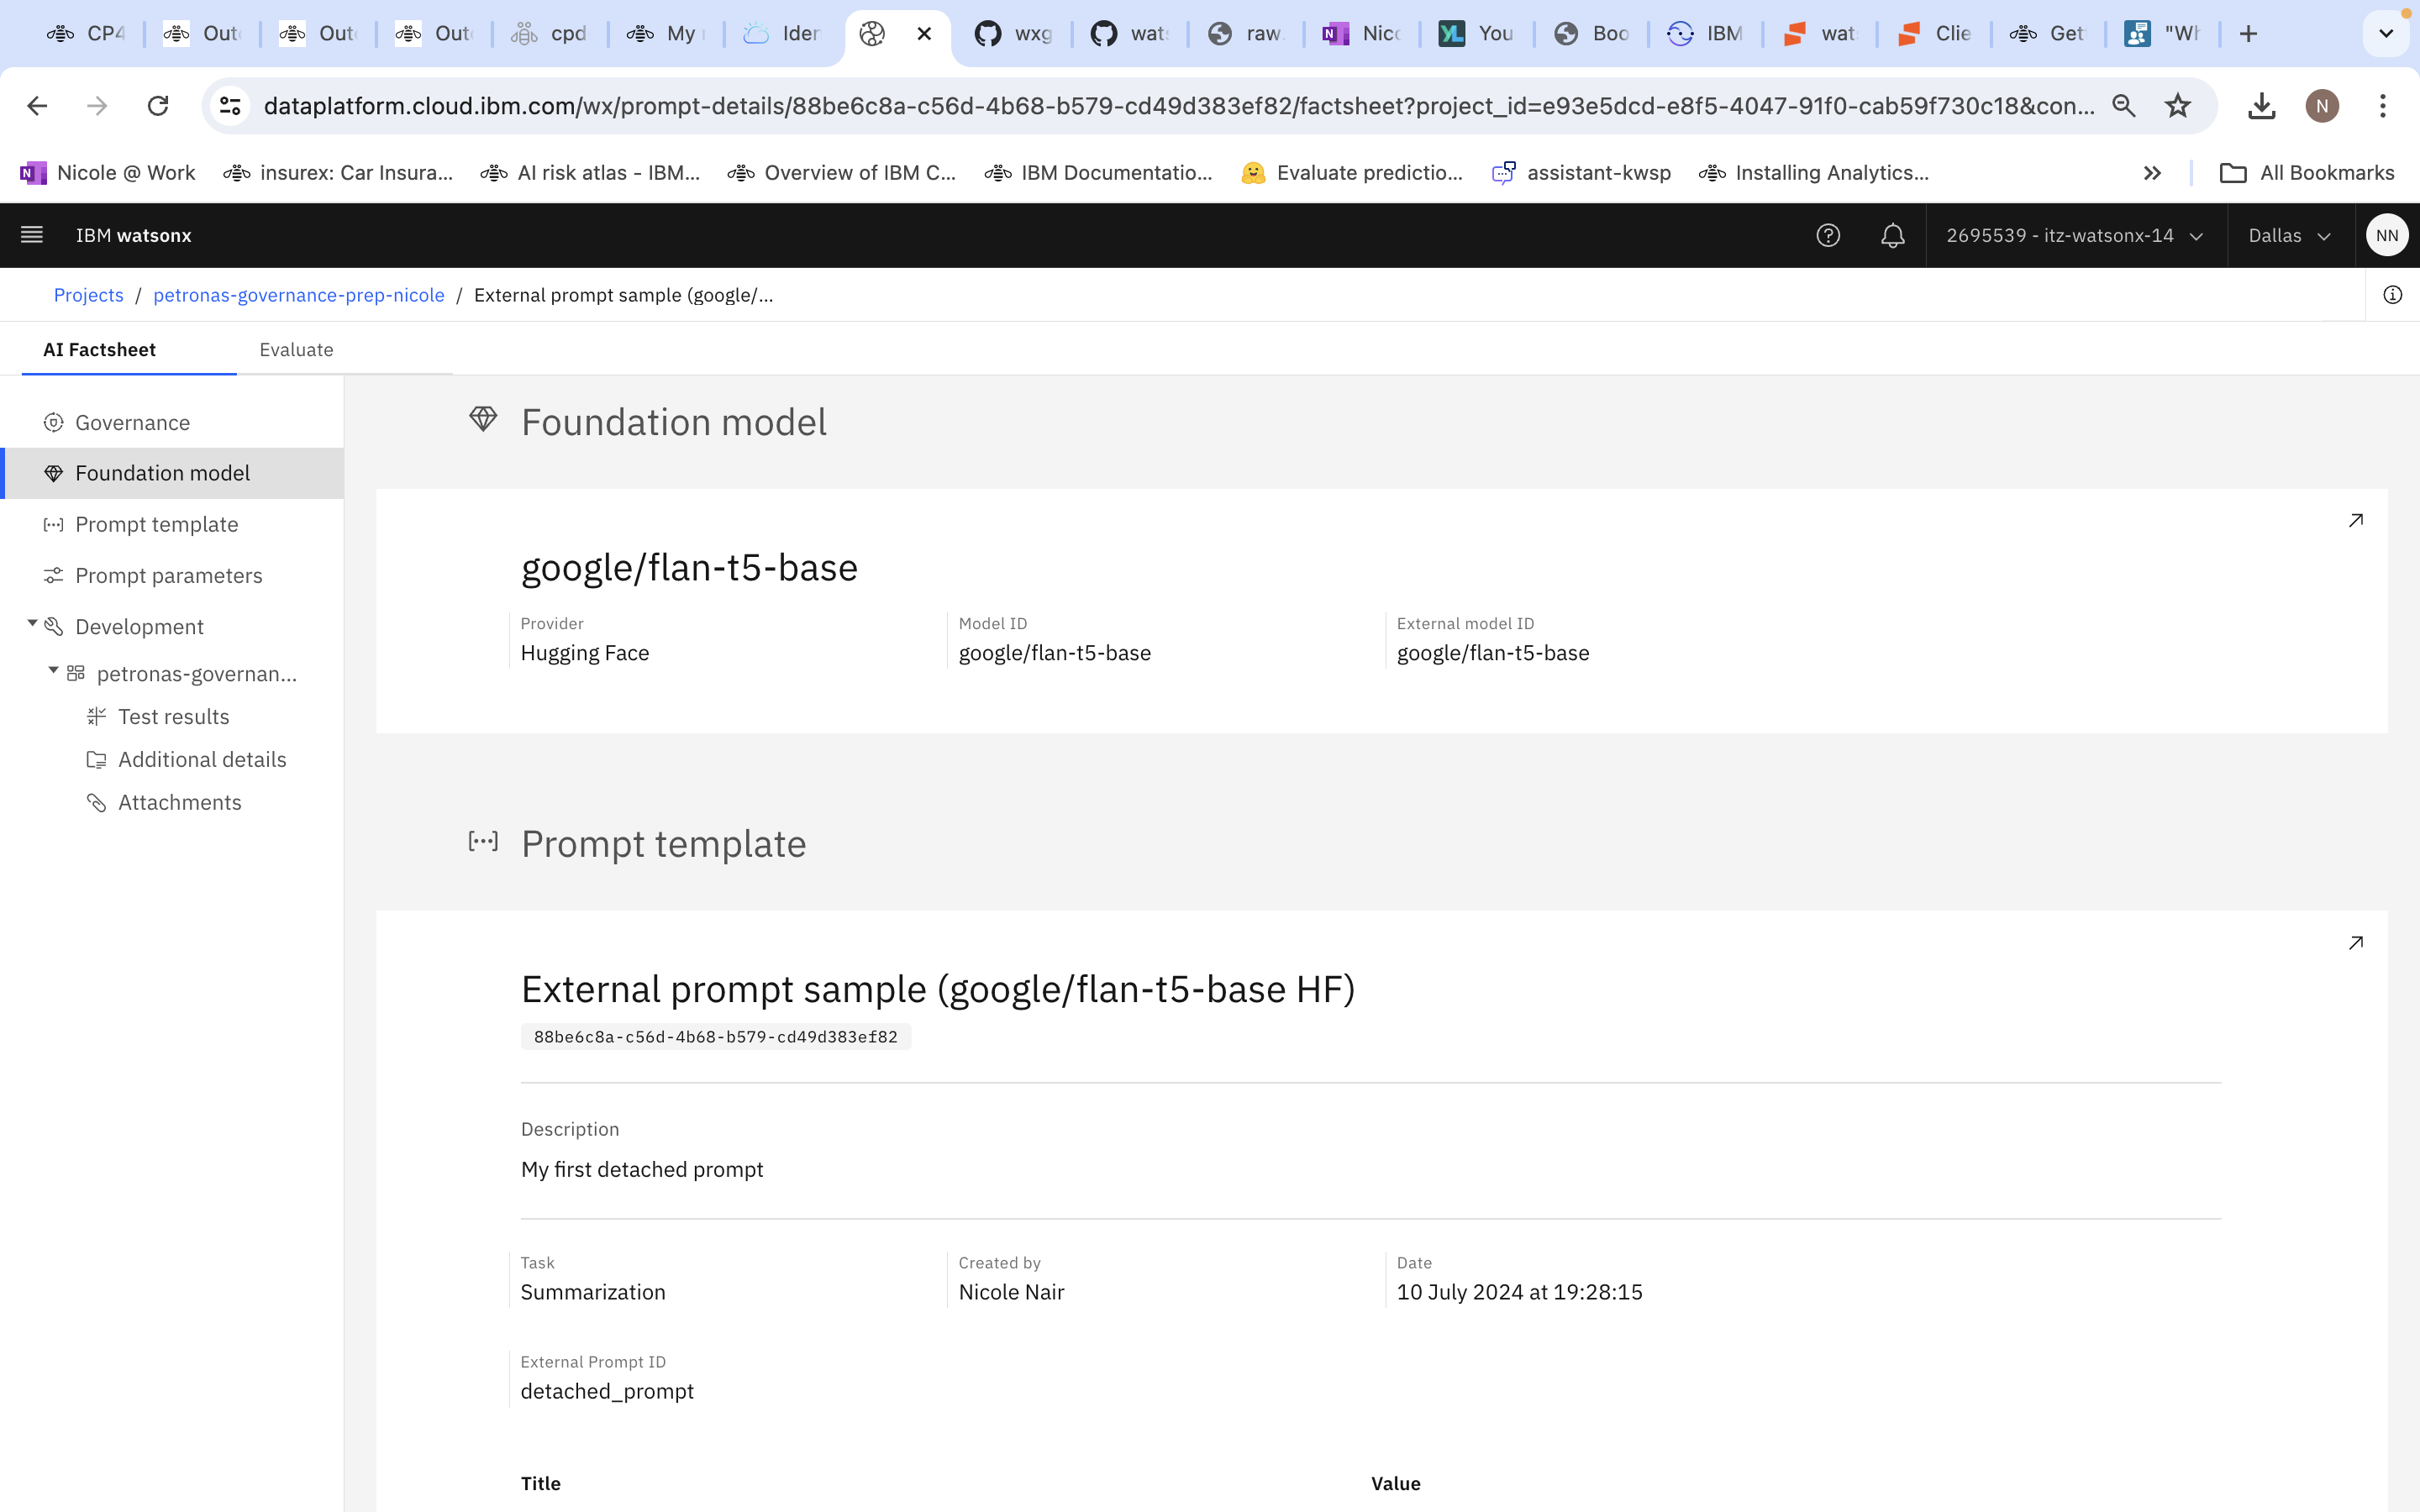 CP4 Out Out Out cpd My Iden wxg wats raw. Nicc You Boo IBM wats Clie Get "Wh
dataplatform.cloud.ibm.com/wx/prompt-details/88be6c8a-c56d-4b68-b579-cd49d383ef82/factsheet?project_id=e93e5dcd-e8f5-4047-91f0-cab59f730c18&con...
N
Nicole @ Work insurex: Car Insura... AI risk atlas - IBM... Overview of IBM C... IBM Documentatio... Evaluate predictio... assistant-kwsp Installing Analytics... All Bookmarks
IBM watsonx 2695539 - itz-watsonx-14 Dallas NN
Projects / petronas-governance-prep-nicole / External prompt sample (google/...
AI Factsheet Evaluate
Governance
Foundation model
Prompt template
Prompt parameters
Development
petronas-governan...
Test results
Additional details
Attachments
Foundation model
google/flan-t5-base
Provider Model ID External model ID
Hugging Face google/flan-t5-base google/flan-t5-base
Prompt template
External prompt sample (google/flan-t5-base HF)
88be6c8a-c56d-4b68-b579-cd49d383ef82
Description
My first detached prompt
Task Created by Date
Summarization Nicole Nair 10 July 2024 at 19:28:15
External Prompt ID
detached_prompt
Title Value